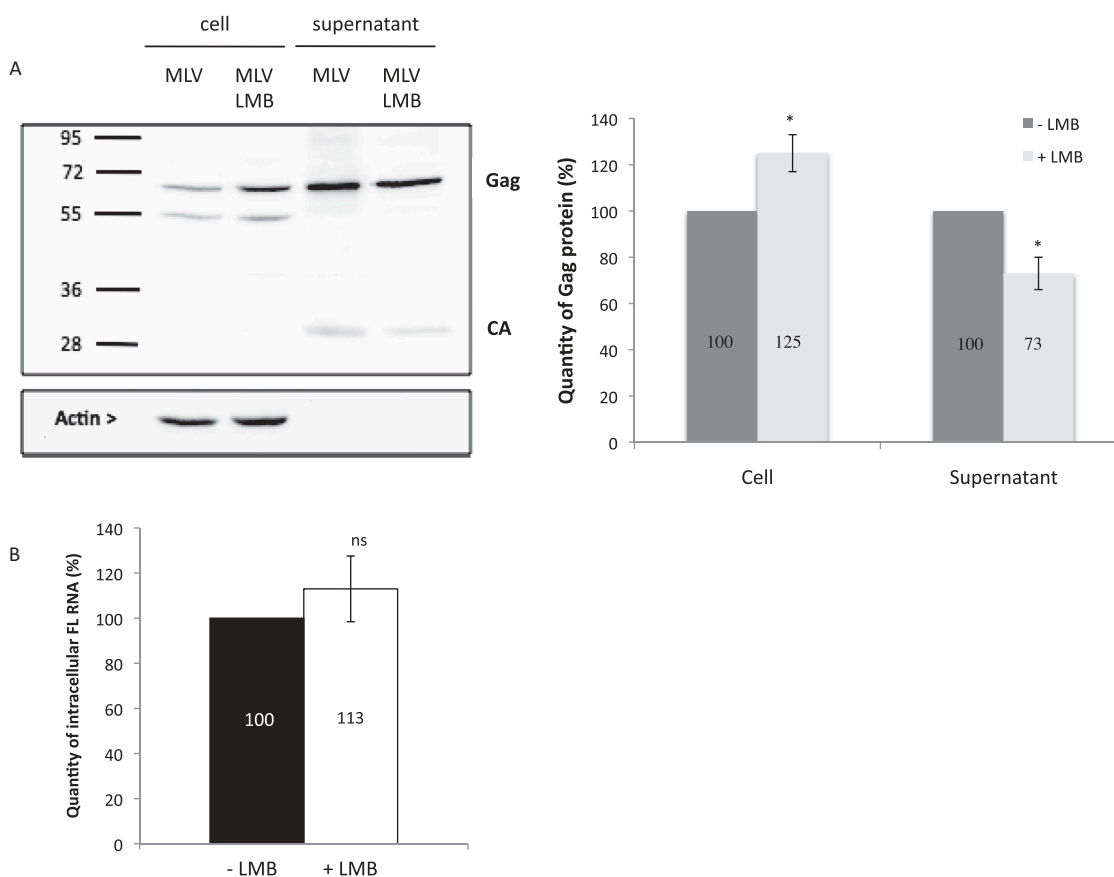 cell supernatant
A
MLV MLV LMB MLV MLV LMB
95
72
55
36
28
Gag
CA
Actin >
Quantity of Gag protein (%)
140
120
100
80
60
40
20
0
- LMB
+ LMB
*
*
100 125 100 73
Cell Supernatant
B
Quantity of intracellular FL RNA (%)
140
120
100
80
60
40
20
0
ns
100 113
- LMB + LMB